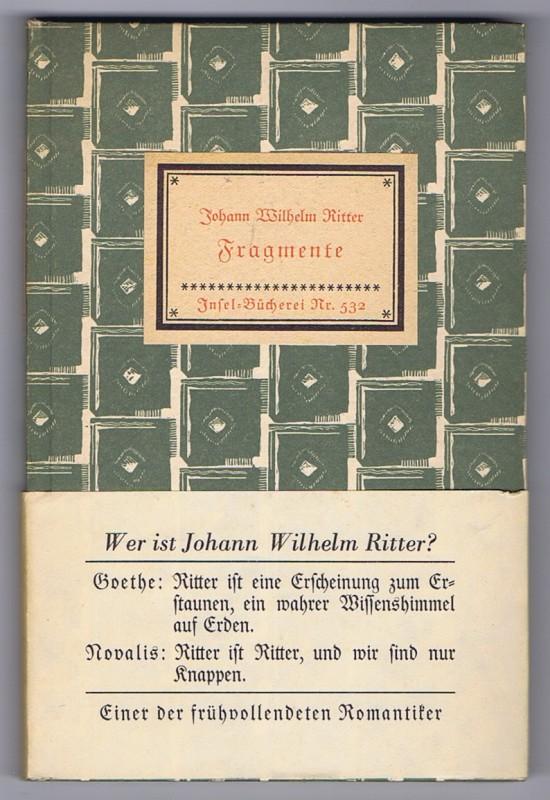 Johann Wilhelm Ritter
Fragmente
*********************
Insel-Bücherei Nr. 532
Wer ist Johann Wilhelm Ritter?
Goethe: Ritter ist eine Erscheinung zum Er-
staunen, ein wahrer Wissenshimmel
auf Erden.
Novalis: Ritter ist Ritter, und wir sind nur
Knappen.
Einer der frühvollendeten Romantiker